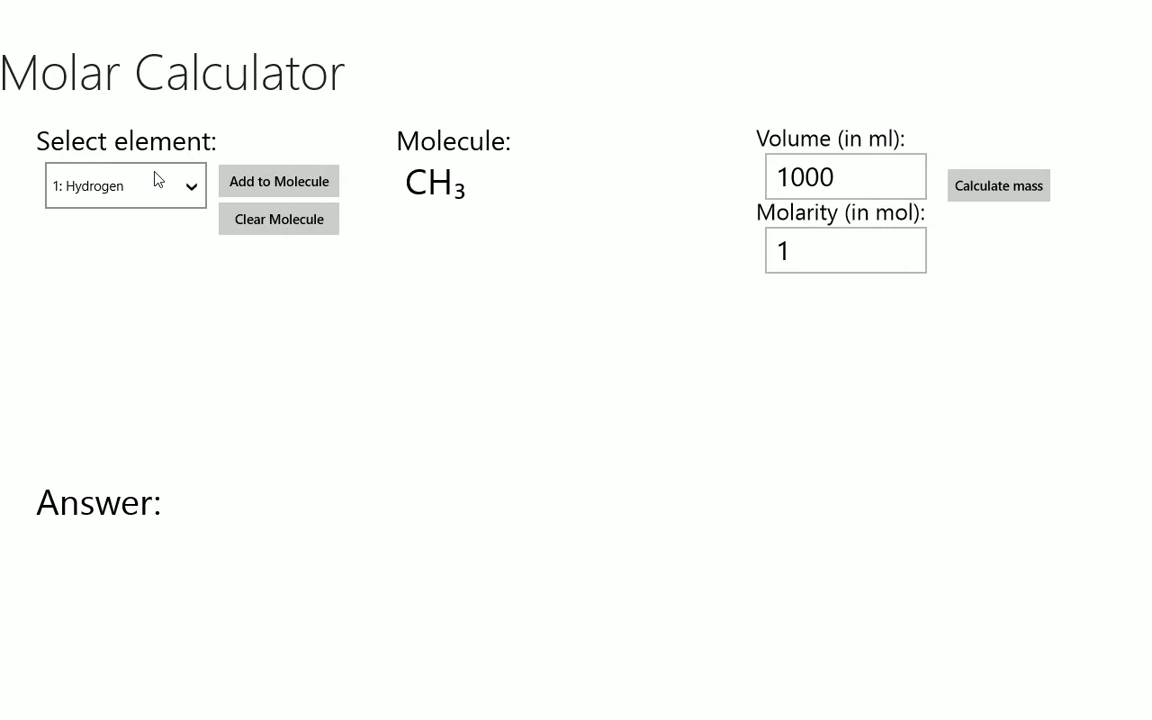 Molar Calculator
Select element:
1: Hydrogen
Add to Molecule
Clear Molecule
Molecule:
CH₃
Volume (in ml):
1000
Molarity (in mol):
1
Calculate mass
Answer: